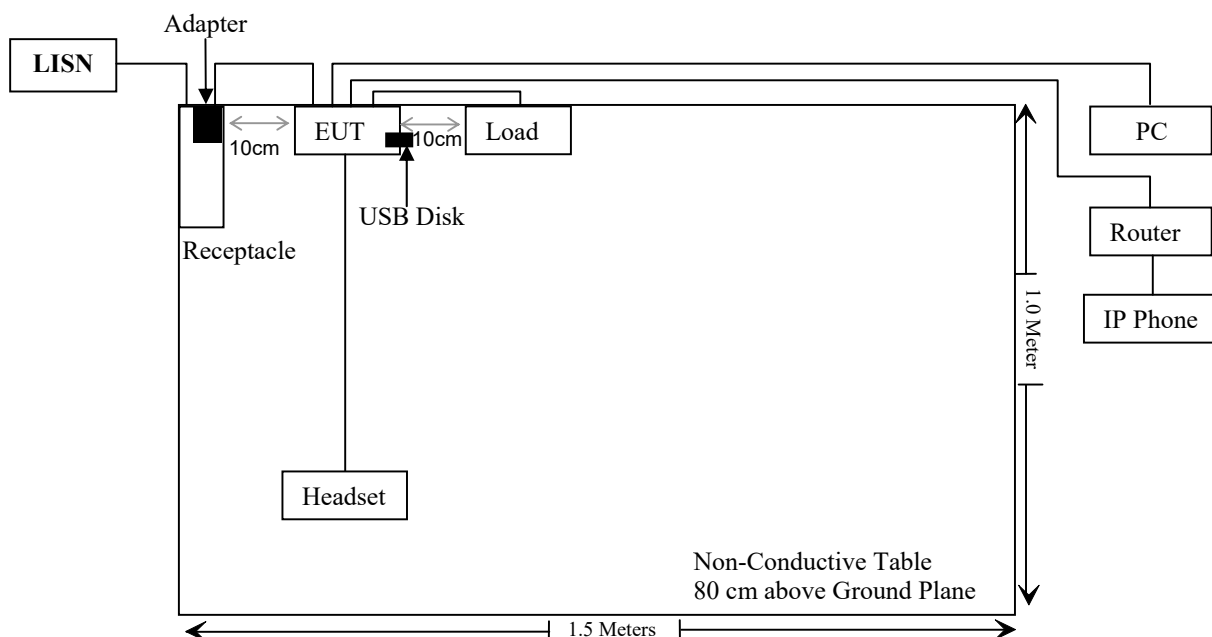 Adapter
LISN
EUT
Load
PC
10cm
10cm
USB Disk
Receptacle
Router
IP Phone
1.0 Meter
Headset
Non-Conductive Table
80 cm above Ground Plane
1.5 Meters